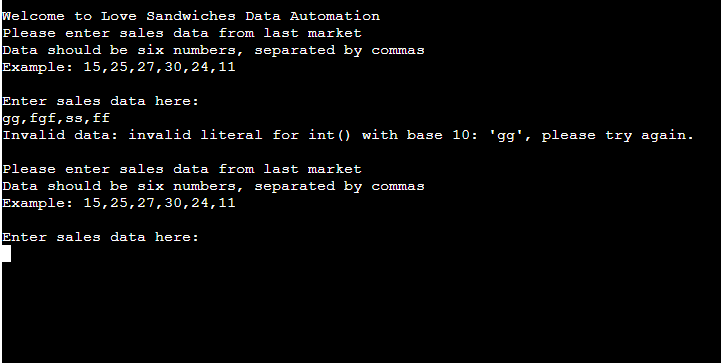 Welcome to Love Sandwiches Data Automation
Please enter sales data from last market
Data should be six numbers, separated by commas
Example: 15,25,27,30,24,11
Enter sales data here:
gg,fgf,ss,ff
Invalid data: invalid literal for int() with base 10: 'gg', please try again.
Please enter sales data from last market
Data should be six numbers, separated by commas
Example: 15,25,27,30,24,11
Enter sales data here: